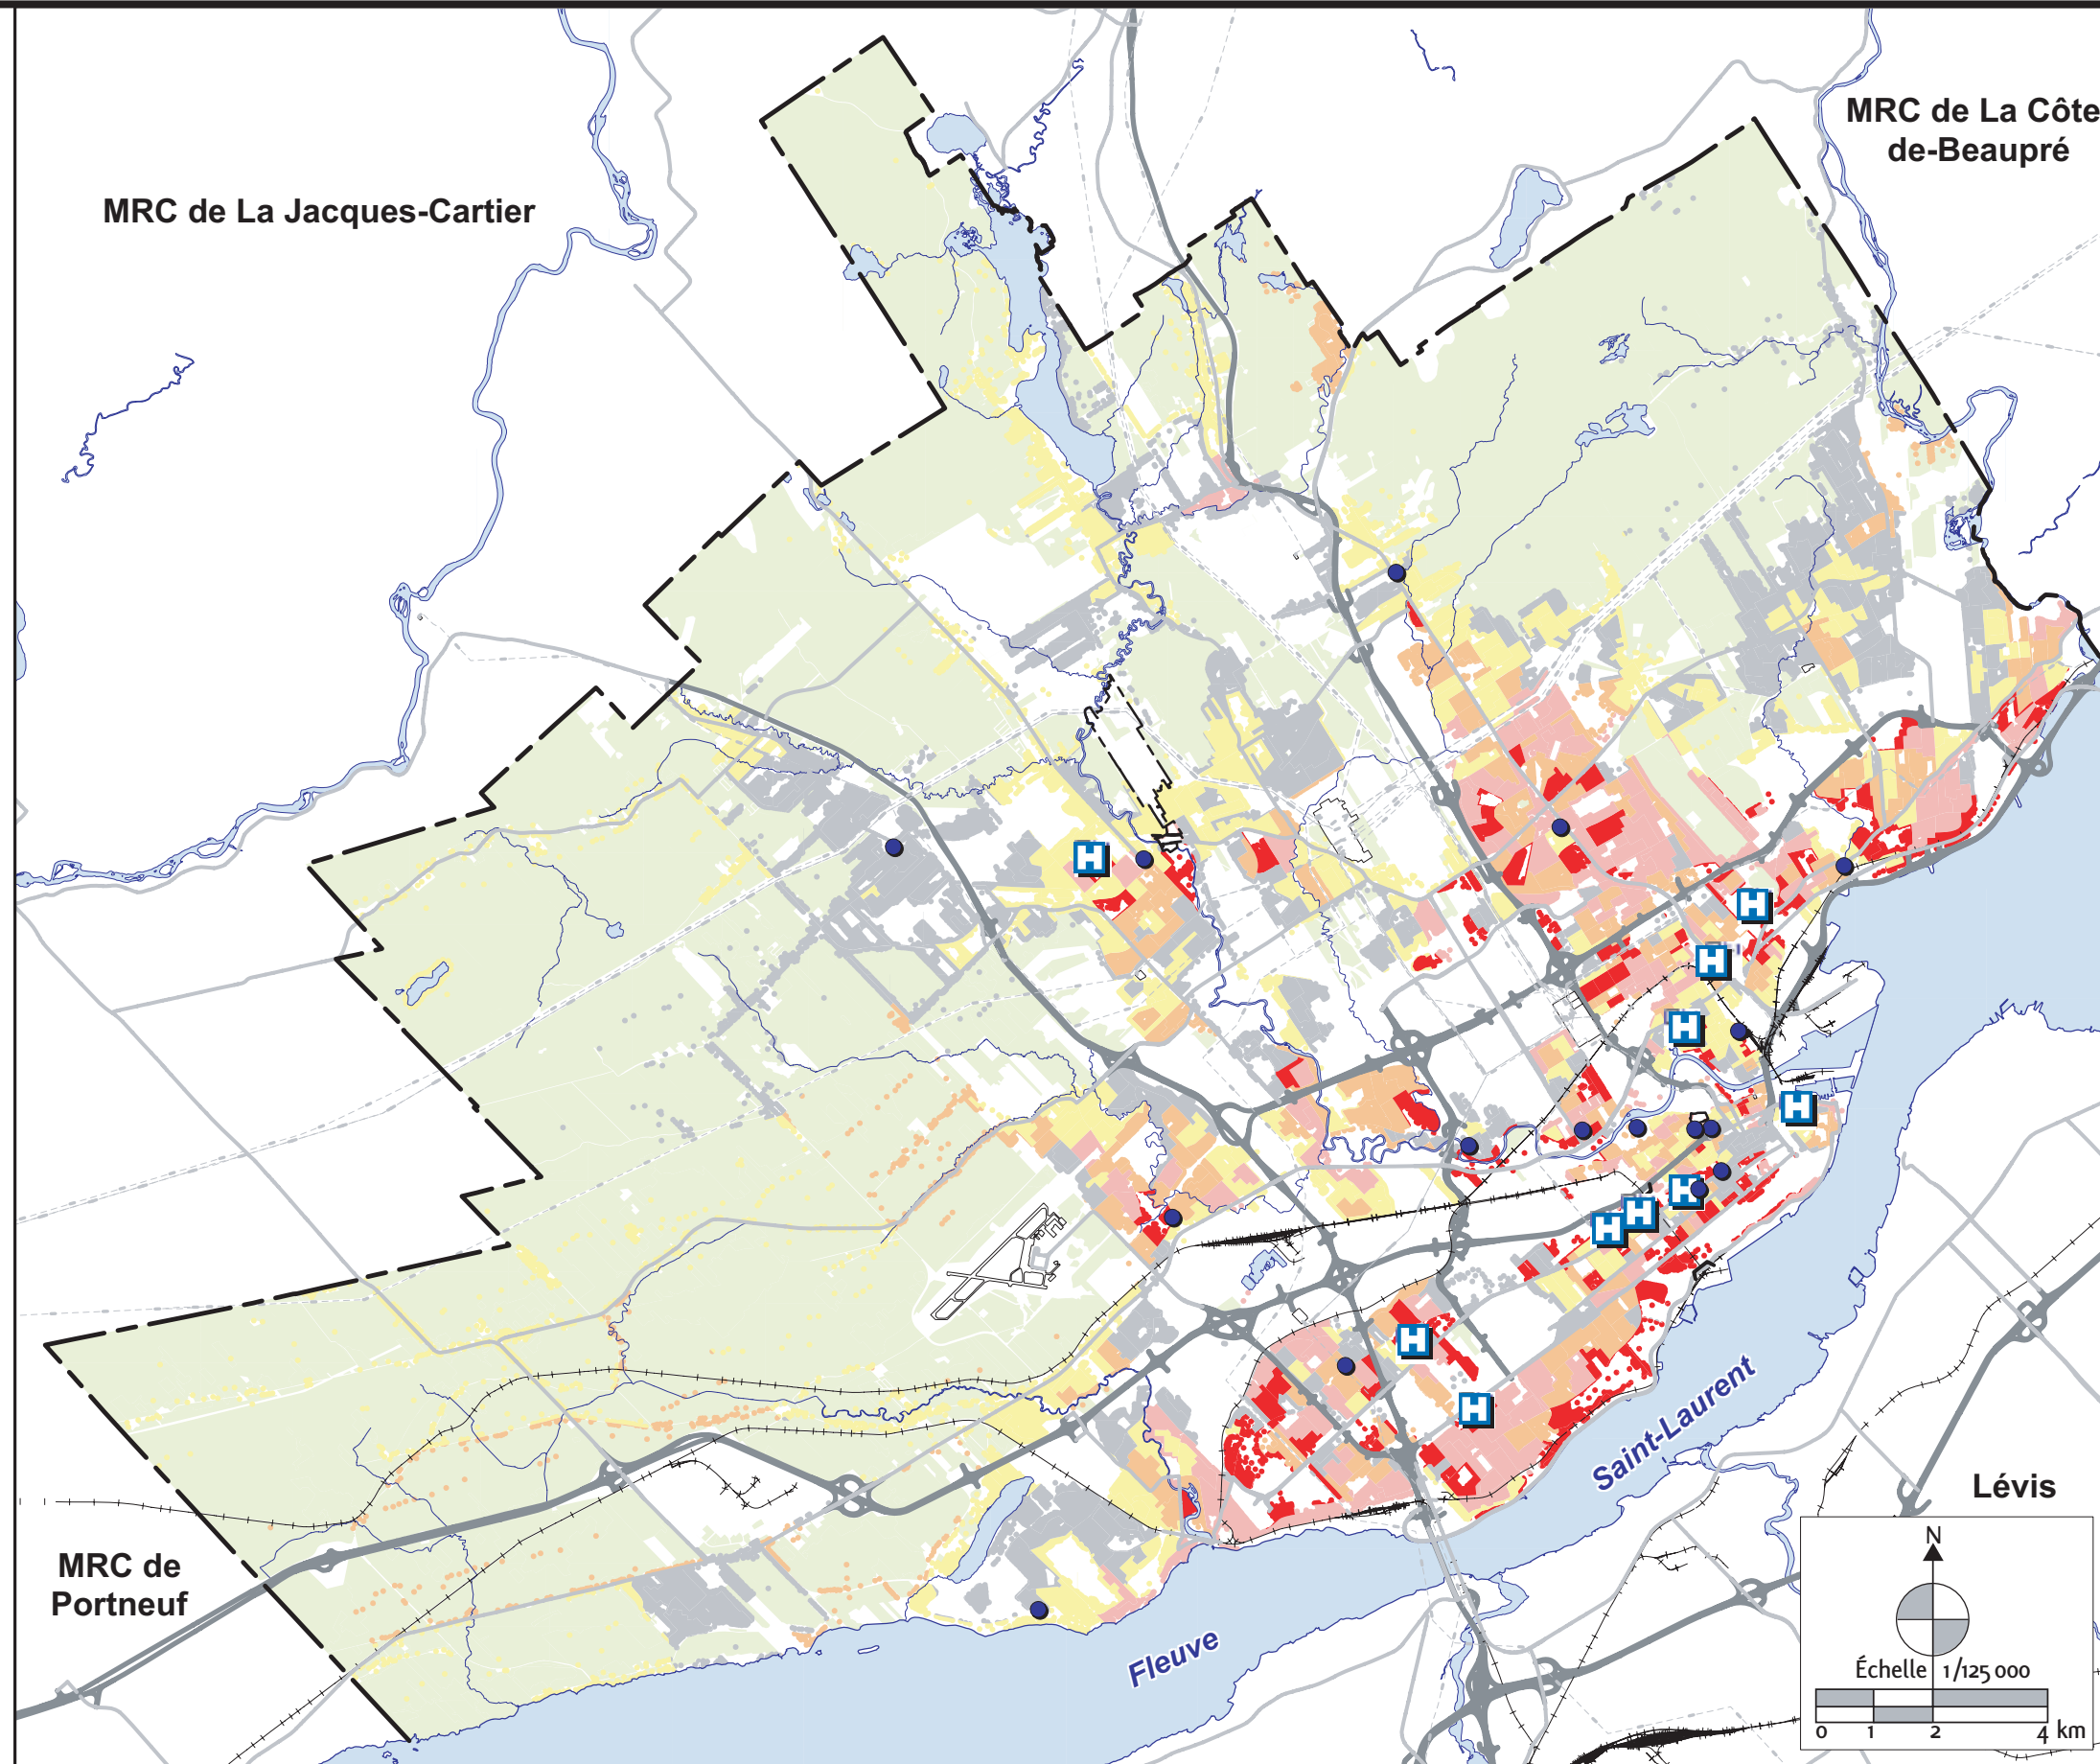 MRC de La Côte
de-Beaupré
MRC de La Jacques-Cartier
H
H
H
H
H
H
H
H
H
Saint-Laurent
Fleuve
Lévis
MRC de
Portneuf
N
Échelle 1/125 000
0 1 2 4 km